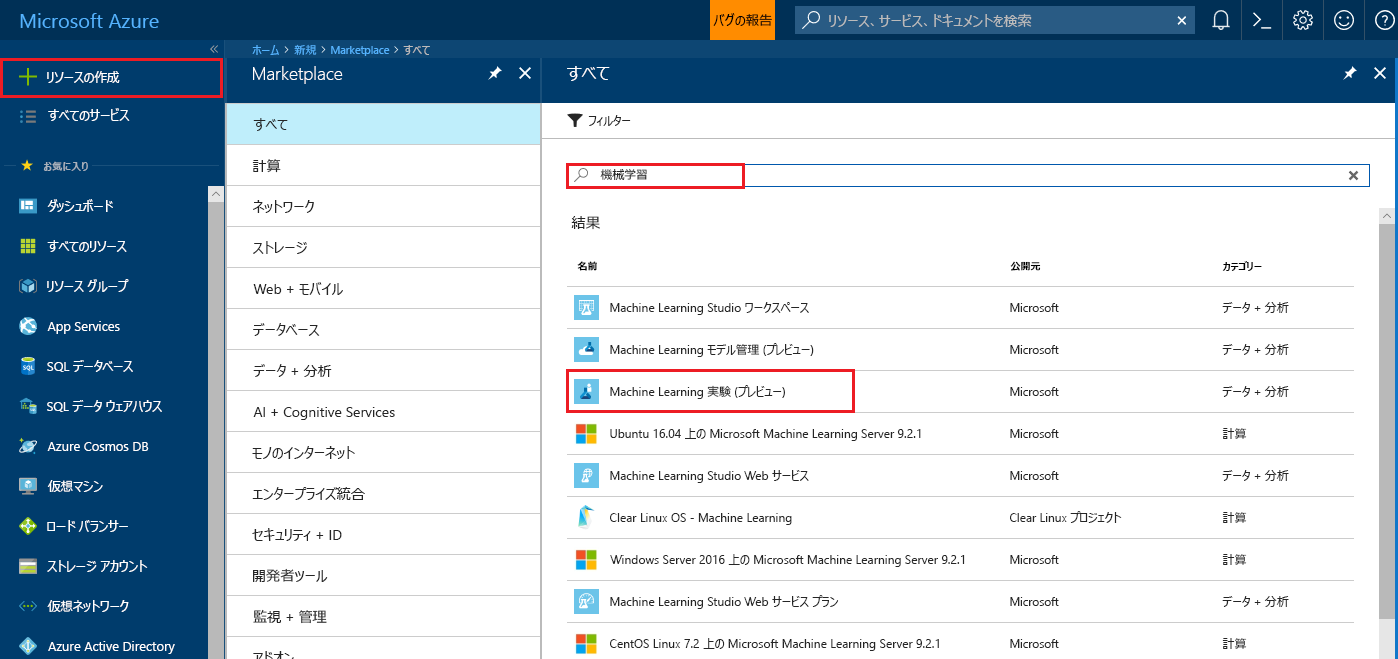 Microsoft Azure
バグの報告
リソース、サービス、ドキュメントを検索
ホーム > 新規 > Marketplace > すべて
リソースの作成
すべてのサービス
お気に入り
ダッシュボード
すべてのリソース
リソース グループ
App Services
SQL データベース
SQL データ ウェアハウス
Azure Cosmos DB
仮想マシン
ロード バランサー
ストレージ アカウント
仮想ネットワーク
Azure Active Directory
Marketplace
すべて
計算
ネットワーク
ストレージ
Web + モバイル
データベース
データ + 分析
AI + Cognitive Services
モノのインターネット
エンタープライズ統合
セキュリティ + ID
開発者ツール
監視 + 管理
アドオン
すべて
フィルター
機械学習
結果
名前 公開元 カテゴリー
Machine Learning Studio ワークスペース Microsoft データ + 分析
Machine Learning モデル管理 (プレビュー) Microsoft データ + 分析
Machine Learning 実験 (プレビュー) Microsoft データ + 分析
Ubuntu 16.04 上の Microsoft Machine Learning Server 9.2.1 Microsoft 計算
Machine Learning Studio Web サービス Microsoft データ + 分析
Clear Linux OS - Machine Learning Clear Linux プロジェクト 計算
Windows Server 2016 上の Microsoft Machine Learning Server 9.2.1 Microsoft 計算
Machine Learning Studio Web サービス プラン Microsoft データ + 分析
CentOS Linux 7.2 上の Microsoft Machine Learning Server 9.2.1 Microsoft 計算